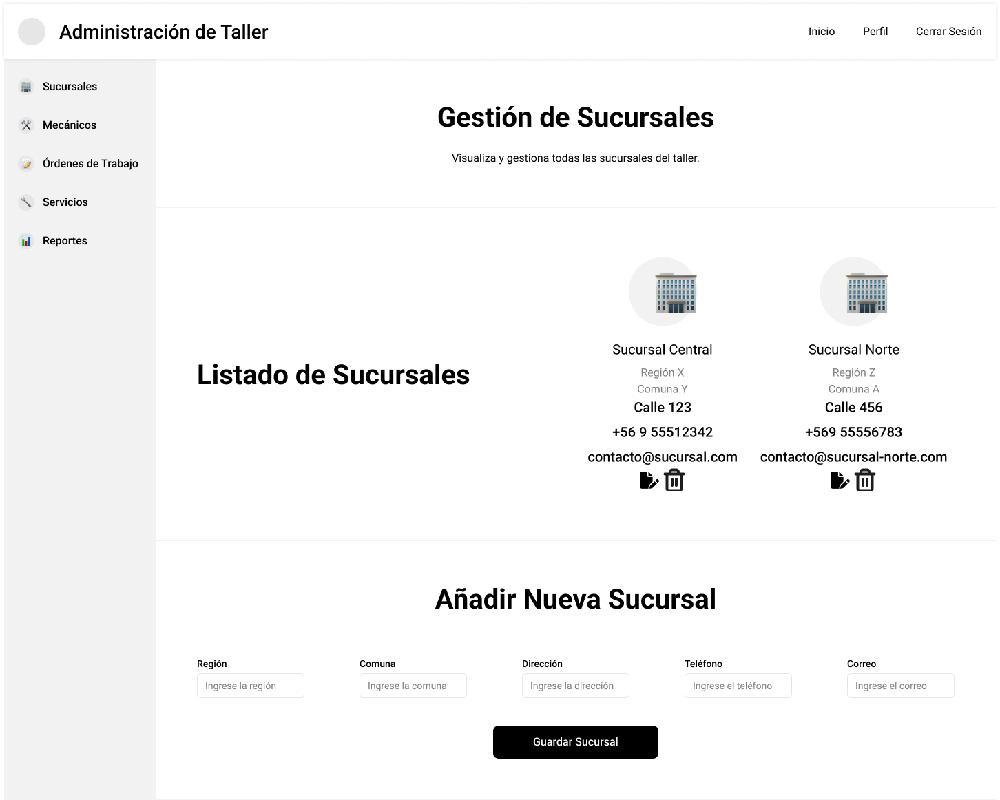 Administración de Taller
Inicio
Perfil
Cerrar Sesión
Sucursales
Mecánicos
Órdenes de Trabajo
Servicios
Reportes
Gestión de Sucursales
Visualiza y gestiona todas las sucursales del taller.
Listado de Sucursales
Sucursal Central
Región X
Comuna Y
Calle 123
+56 9 55512342
contacto@sucursal.com
Sucursal Norte
Región Z
Comuna A
Calle 456
+569 55556783
contacto@sucursal-norte.com
Añadir Nueva Sucursal
Región
Ingrese la región
Comuna
Ingrese la comuna
Dirección
Ingrese la dirección
Teléfono
Ingrese el teléfono
Correo
Ingrese el correo
Guardar Sucursal